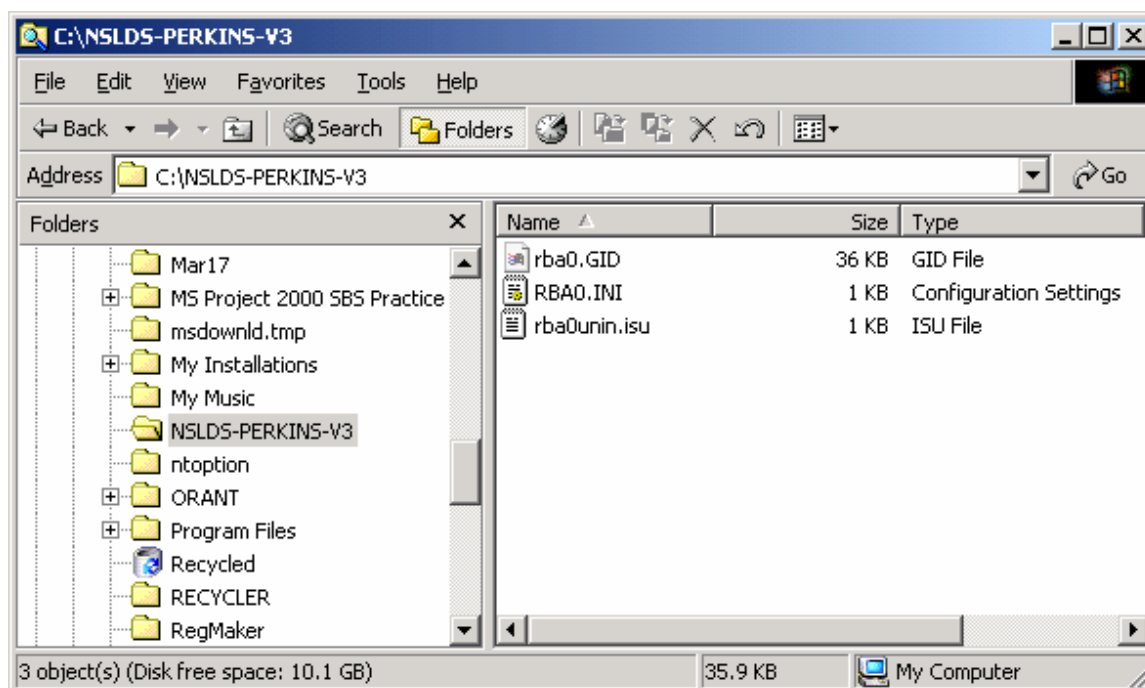 C:\NSLDS-PERKINS-V3
File Edit View Favorites Tools Help
Back Search Folders
Address C:\NSLDS-PERKINS-V3 Go
Folders
Mar17
MS Project 2000 SBS Practice
msdownld.tmp
My Installations
My Music
NSLDS-PERKINS-V3
ntoption
ORANT
Program Files
Recycled
RECYCLER
RegMaker
Name Size Type
rba0.GID 36 KB GID File
RBA0.INI 1 KB Configuration Settings
rba0unin.isu 1 KB ISU File
3 object(s) (Disk free space: 10.1 GB) 35.9 KB My Computer